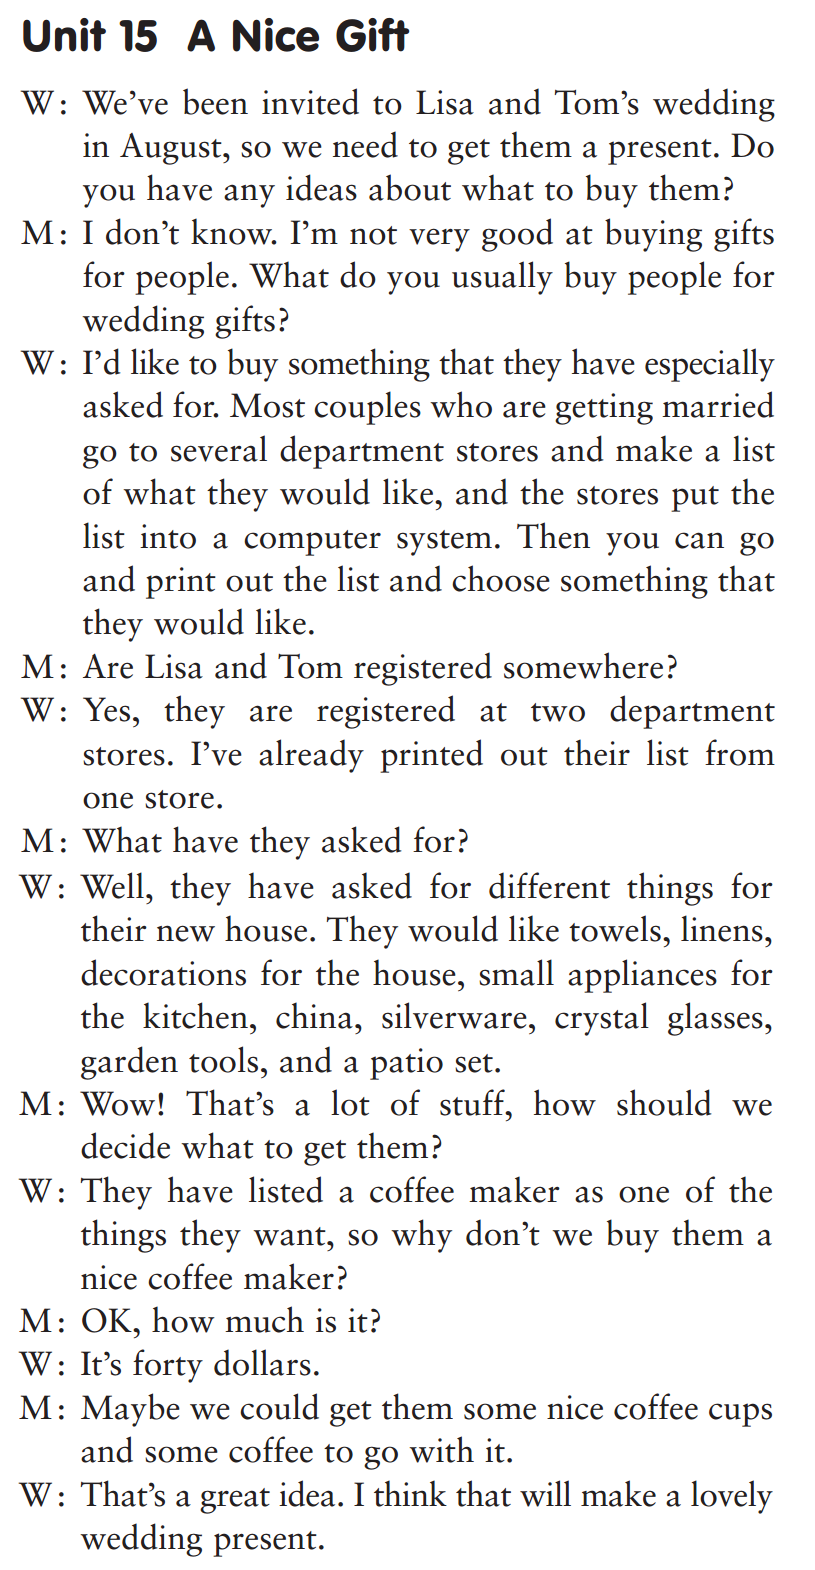 Unit 15 A Nice Gift
W: We've been invited to Lisa and Tom's wedding
in August, so we need to get them a present. Do
you have any ideas about what to buy them?
M: I don't know. I'm not very good at buying gifts
for people. What do you usually buy people for
wedding gifts?
W: I'd like to buy something that they have especially
asked for. Most couples who are getting married
go to several department stores and make a list
of what they would like, and the stores put the
list into a computer system. Then you can go
and print out the list and choose something that
they would like.
M: Are Lisa and Tom registered somewhere?
W: Yes, they are registered at two department
stores. I've already printed out their list from
one store.
M: What have they asked for?
W: Well, they have asked for different things for
their new house. They would like towels, linens,
decorations for the house, small appliances for
the kitchen, china, silverware, crystal glasses,
garden tools, and a patio set.
M: Wow! That's a lot of stuff, how should we
decide what to get them?
W: They have listed a coffee maker as one of the
things they want, so why don't we buy them a
nice coffee maker?
M: OK, how much is it?
W: It's forty dollars.
M: Maybe we could get them some nice coffee cups
and some coffee to go with it.
W: That's a great idea. I think that will make a lovely
wedding present.